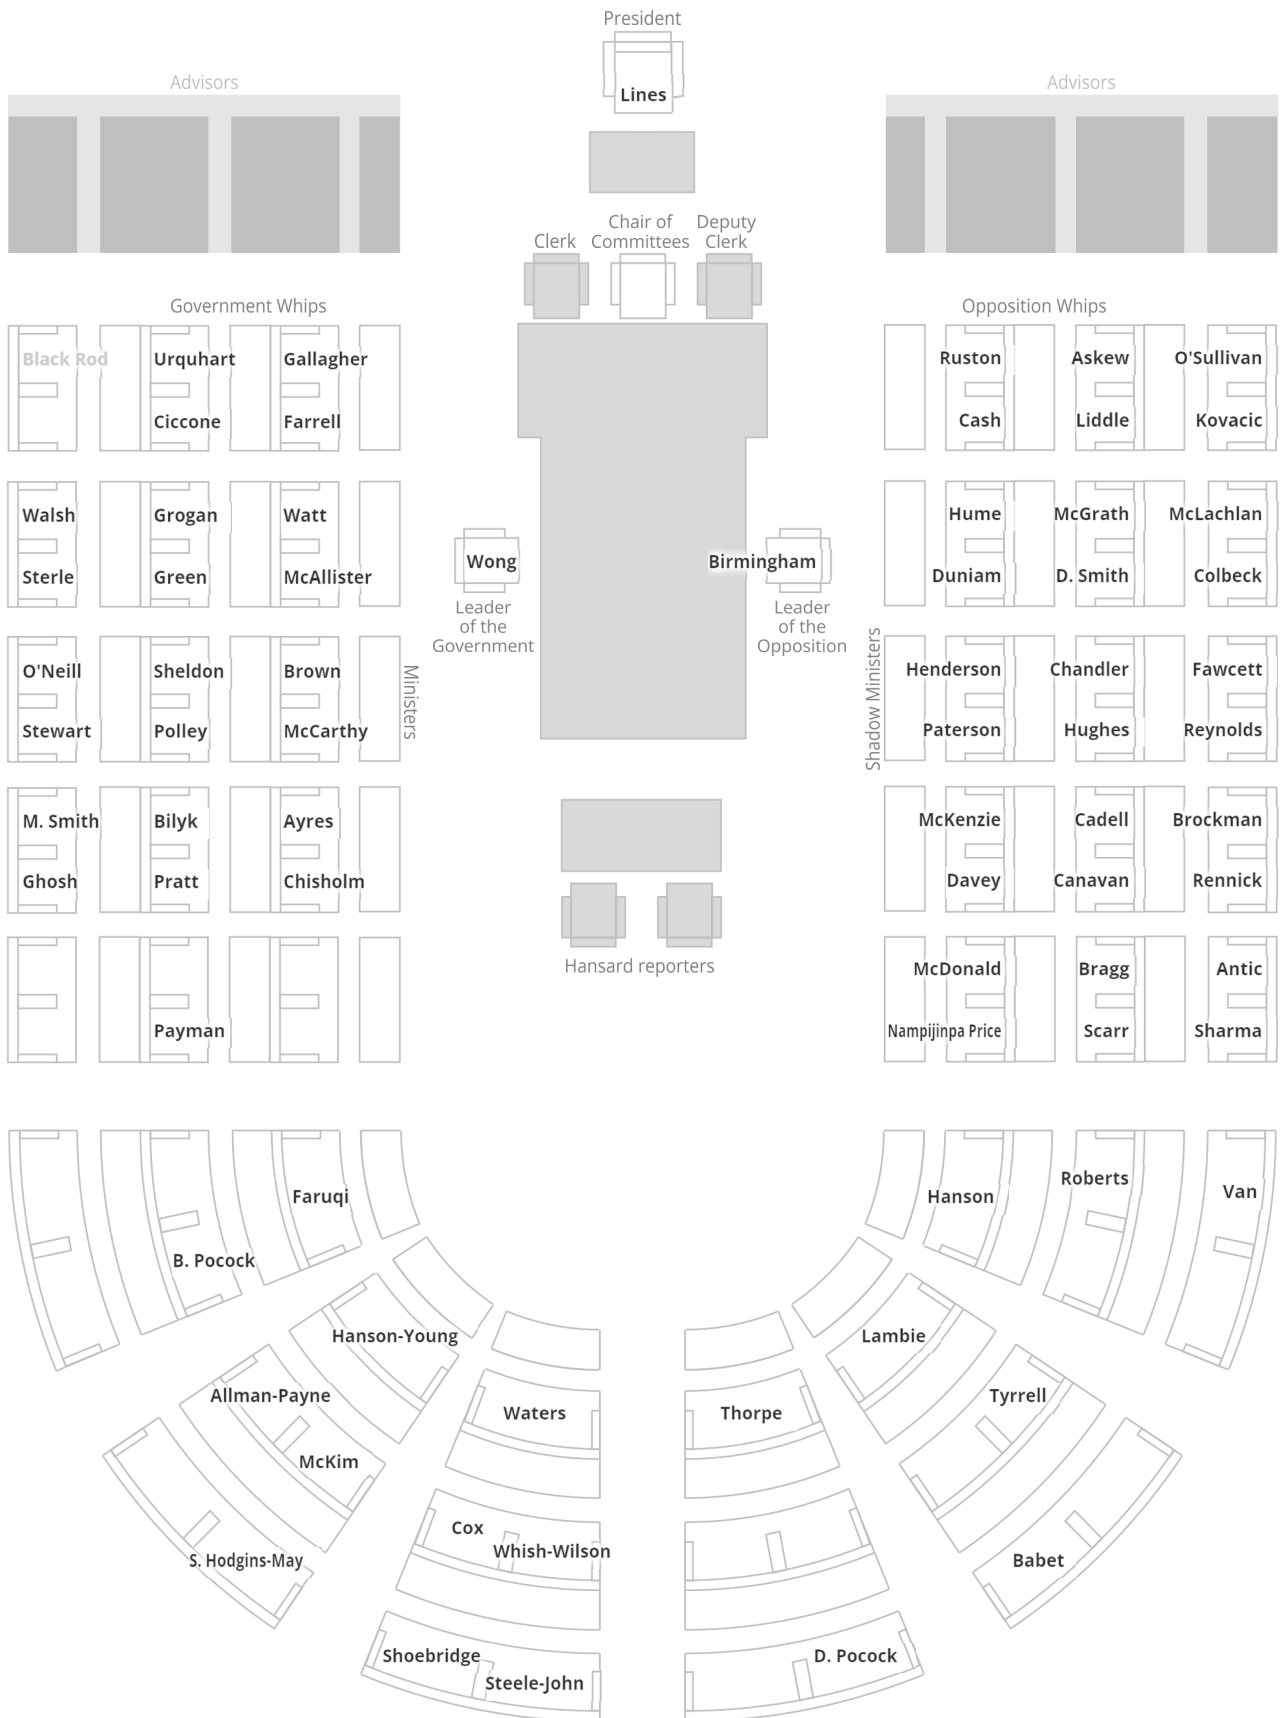 President
Lines
Advisors
Advisors
Clerk
Chair of
Committees
Deputy
Clerk
Government Whips
Opposition Whips
Black Rod
Urquhart
Gallagher
Ciccone
Farrell
Ruston
Askew
O'Sullivan
Cash
Liddle
Kovacic
Walsh
Grogan
Watt
Sterle
Green
McAllister
Wong
Leader
of the
Government
Birmingham
Leader
of the
Opposition
Hume
McGrath
McLachlan
Duniam
D. Smith
Colbeck
O'Neill
Sheldon
Brown
Stewart
Polley
McCarthy
Ministers
Shadow Ministers
Henderson
Chandler
Fawcett
Paterson
Hughes
Reynolds
M. Smith
Bilyk
Ayres
Ghosh
Pratt
Chisholm
McKenzie
Cadell
Brockman
Davey
Canavan
Rennick
Hansard reporters
Payman
McDonald
Bragg
Antic
Nampijinpa Price
Scarr
Sharma
Faruqi
B. Pocock
Hanson
Roberts
Van
Hanson-Young
Lambie
Allman-Payne
Waters
Thorpe
Tyrrell
McKim
Cox
Whish-Wilson
S. Hodgins-May
Babet
Shoebridge
Steele-John
D. Pocock